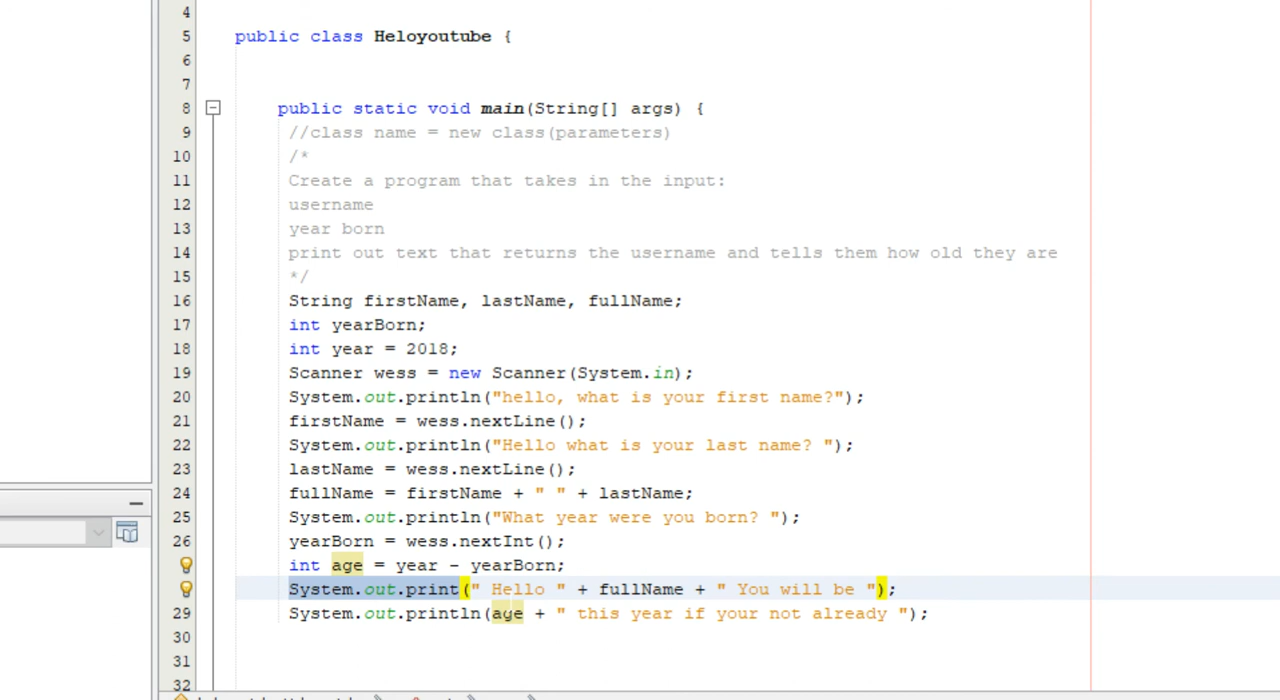 4
5 public class Heloyoutube {
6
7
8 public static void main(String[] args) {
9 //class name = new class(parameters)
10 /*
11 Create a program that takes in the input:
12 username
13 year born
14 print out text that returns the username and tells them how old they are
15 */
16 String firstName, lastName, fullName;
17 int yearBorn;
18 int year = 2018;
19 Scanner wess = new Scanner(System.in);
20 System.out.println("hello, what is your first name?");
21 firstName = wess.nextLine();
22 System.out.println("Hello what is your last name? ");
23 lastName = wess.nextLine();
24 fullName = firstName + " " + lastName;
25 System.out.println("What year were you born? ");
26 yearBorn = wess.nextInt();
int age = year - yearBorn;
System.out.print(" Hello " + fullName + " You will be ");
29 System.out.println(age + " this year if your not already ");
30
31
32